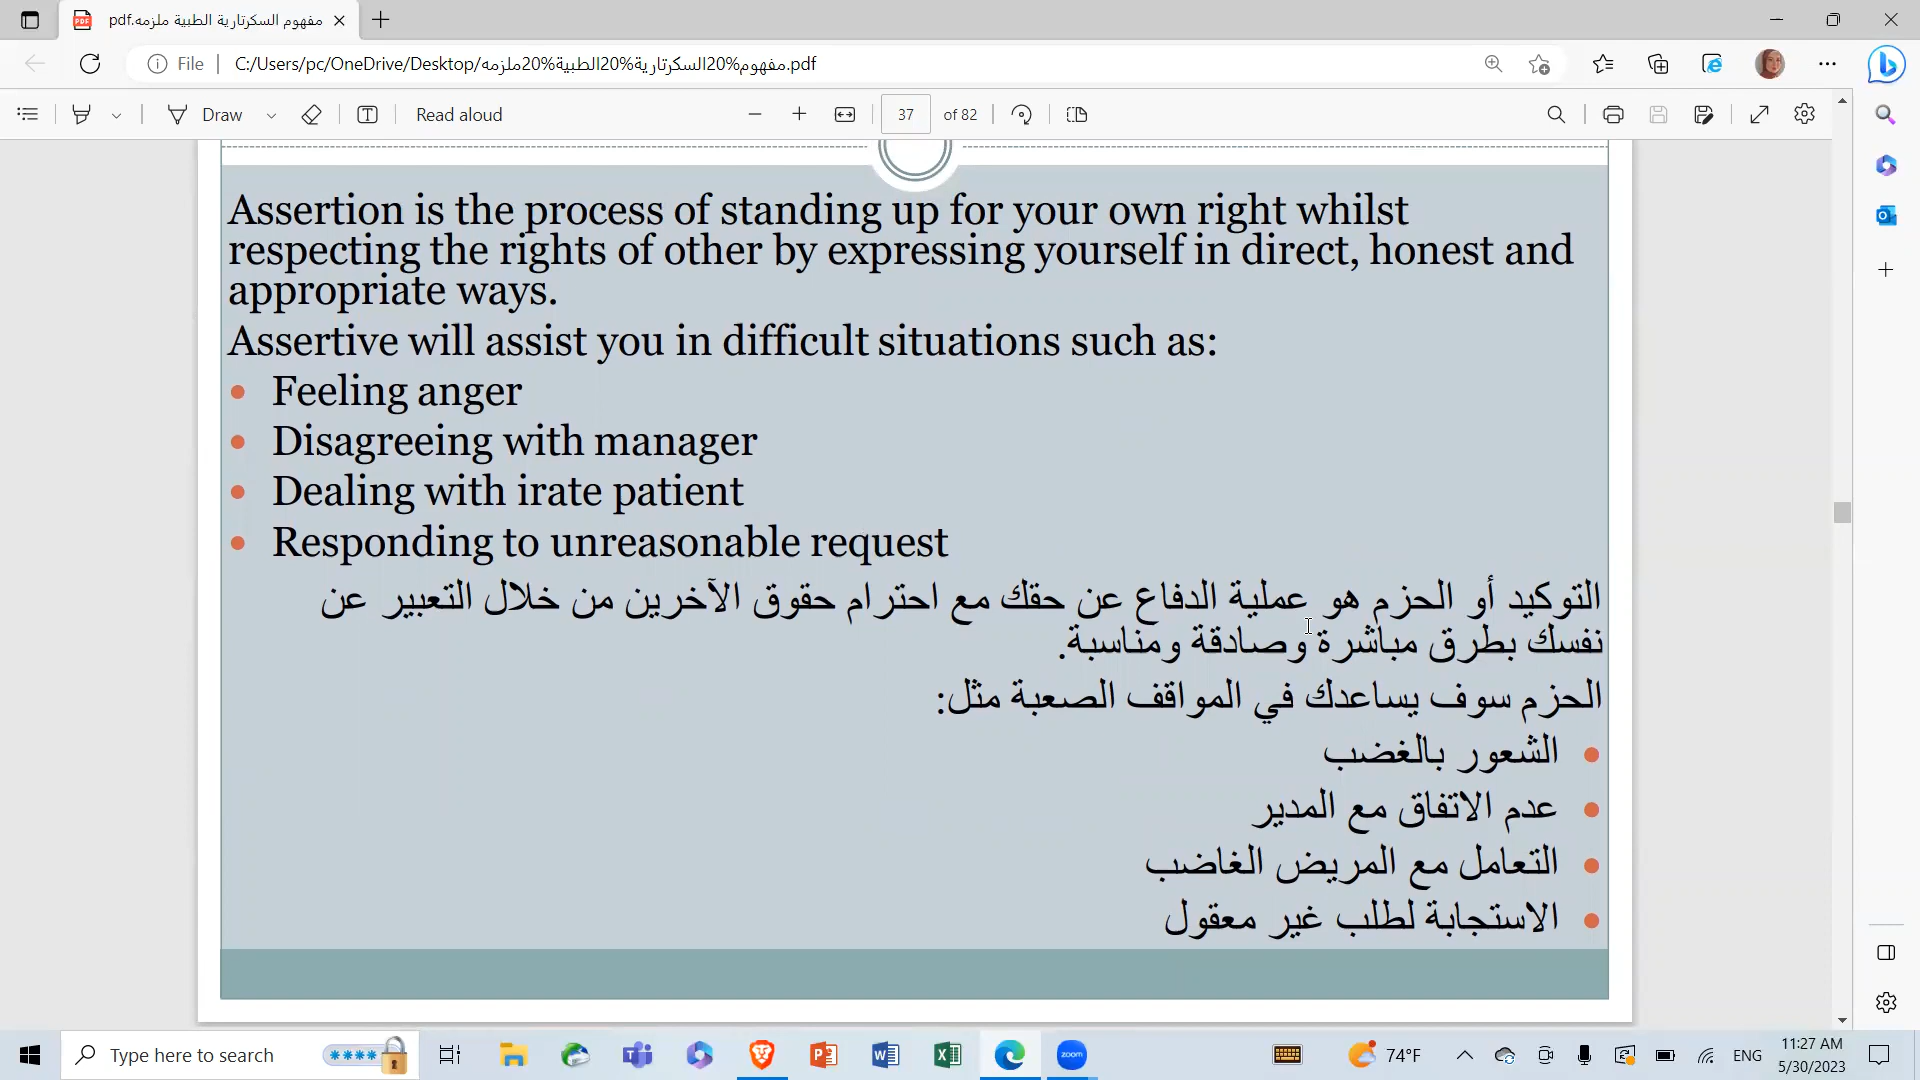 مفهوم السكرتارية الطبية ملزمه.pdf
File
C:/Users/pc/OneDrive/Desktop/مفهوم%20السكرتارية%20الطبية%20ملزمه.pdf
Draw
Read aloud
37 of 82
Assertion is the process of standing up for your own right whilst
respecting the rights of other by expressing yourself in direct, honest and
appropriate ways.
Assertive will assist you in difficult situations such as:
• Feeling anger
• Disagreeing with manager
• Dealing with irate patient
• Responding to unreasonable request
التوكيد أو الحزم هو عملية الدفاع عن حقك مع احترام حقوق الآخرين من خلال التعبير عن
نفسك بطرق مباشرة وصادقة ومناسبة.
الحزم سوف يساعدك في المواقف الصعبة مثل:
• الشعور بالغضب
• عدم الاتفاق مع المدير
• التعامل مع المريض الغاضب
• الاستجابة لطلب غير معقول
Type here to search
zoom
74°F
ENG
11:27 AM
5/30/2023